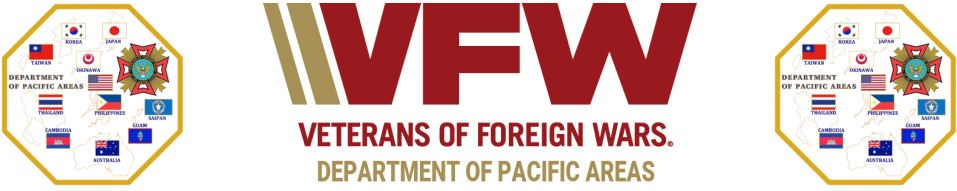 KOREA
JAPAN
TAIWAN
OKINAWA
DEPARTMENT
OF PACIFIC AREAS
THAILAND
PHILIPPINES
SAIPAN
CAMBODIA
GUAM
AUSTRALIA
VFW
VETERANS OF FOREIGN WARS®
DEPARTMENT OF PACIFIC AREAS
KOREA
JAPAN
TAIWAN
OKINAWA
DEPARTMENT
OF PACIFIC AREAS
THAILAND
PHILIPPINES
SAIPAN
CAMBODIA
GUAM
AUSTRALIA